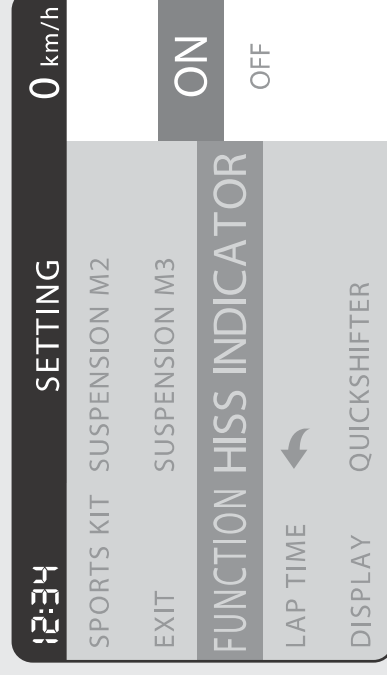 12:34 SETTING 0 km/h
SPORTS KIT SUSPENSION M2
EXIT SUSPENSION M3 ON
FUNCTION HISS INDICATOR OFF
LAP TIME
DISPLAY QUICKSHIFTER